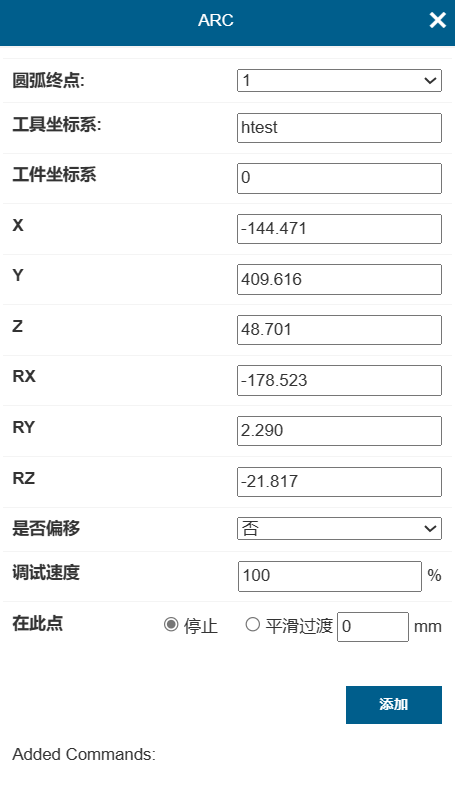 ARC
圆弧终点: 1
工具坐标系: htest
工件坐标系 0
X -144.471
Y 409.616
Z 48.701
RX -178.523
RY 2.290
RZ -21.817
是否偏移 否
调试速度 100 %
在此点 停止 平滑过渡 0 mm
添加
Added Commands: